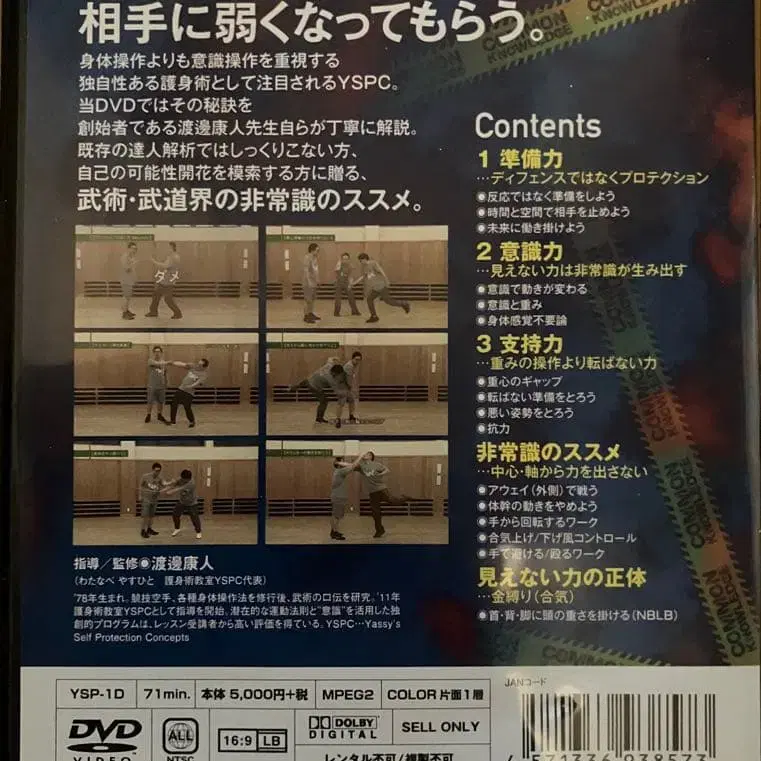 相手に弱くなってもらう。
身体操作よりも意識操作を重視する
独自性ある護身術として注目されるYSPC。
当DVDではその秘訣を
創始者である渡邊康人先生自らが丁寧に解説。
既存の達人解析ではしっくりこない方、
自己の可能性開花を模索する方に贈る、
武術・武道界の非常識のススメ。
ダメ
指導／監修◉渡邊康人
（わたなべ やすひと　護身術教室YSPC代表）
'78年生まれ。競技空手、各種身体操作法を修行後、武術の口伝を研究。'11年
護身術教室YSPCとして指導を開始。潜在的な運動法則と“意識”を活用した独
創的プログラムは、レッスン受講者から高い評価を得ている。YSPC…Yassy's
Self Protection Concepts
COMMON
KNOWLEDGE
Contents
1 準備力
…ディフェンスではなくプロテクション
◉反応ではなく準備をしよう
◉時間と空間で相手を止めよう
◉未来に働き掛けよう
2 意識力
…見えない力は非常識が生み出す
◉意識で動きが変わる
◉意識と重み
◉身体感覚不要論
3 支持力
…重みの操作より転ばない力
◉重心のギャップ
◉転ばない準備をとろう
◉悪い姿勢をとろう
◉抗力
非常識のススメ
…中心・軸から力を出さない
◉アウェイ（外側）で戦う
◉体幹の動きをやめよう
◉手から回転するワーク
◉合気上げ/下げ風コントロール
◉手で避ける/殴るワーク
見えない力の正体
…金縛り（合気）
◉首・背・脚に頭の重さを掛ける（NBLB）
YSP-1D
71min.
本体 5,000円+税
MPEG2
COLOR 片面1層
DVD
VIDEO
ALL
NTSC
16:9 LB
DOLBY
DIGITAL
SELL ONLY
レンタル不可/複製不可
JANコード
4 571336 938573